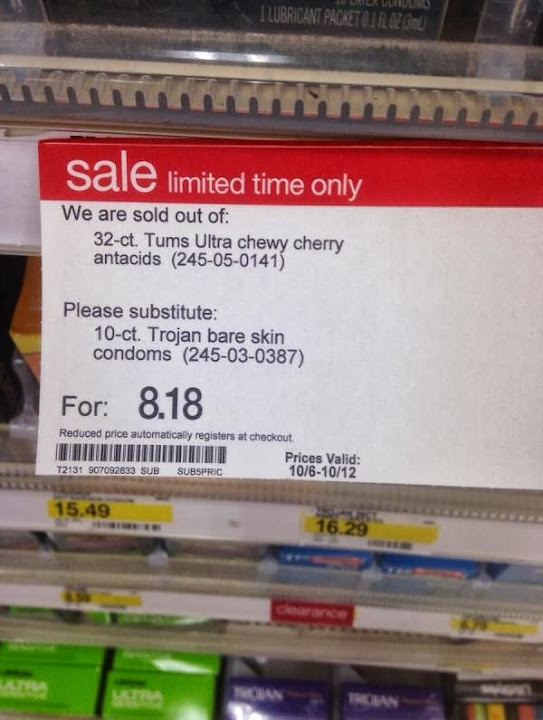 1 LUBRICANT PACKET 0.1 FL OZ (3mL)
sale limited time only
We are sold out of:
32-ct. Tums Ultra chewy cherry
antacids (245-05-0141)
Please substitute:
10-ct. Trojan bare skin
condoms (245-03-0387)
For: 8.18
Reduced price automatically registers at checkout.
T2131 907092833 SUB SUB5PRIC
Prices Valid:
10/6-10/12
15.49
16.29
clearance
ULTRA
ULTRA
TROJAN
TROJAN